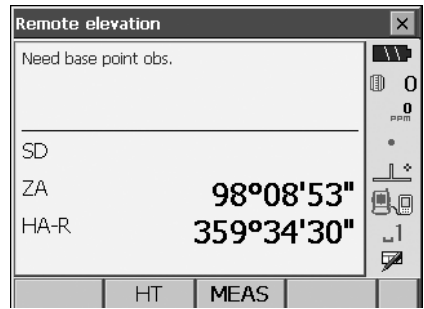 Remote elevation
Need base point obs.
0
0
ppm
SD
ZA 98°08'53"
HA-R 359°34'30"
1
HT MEAS